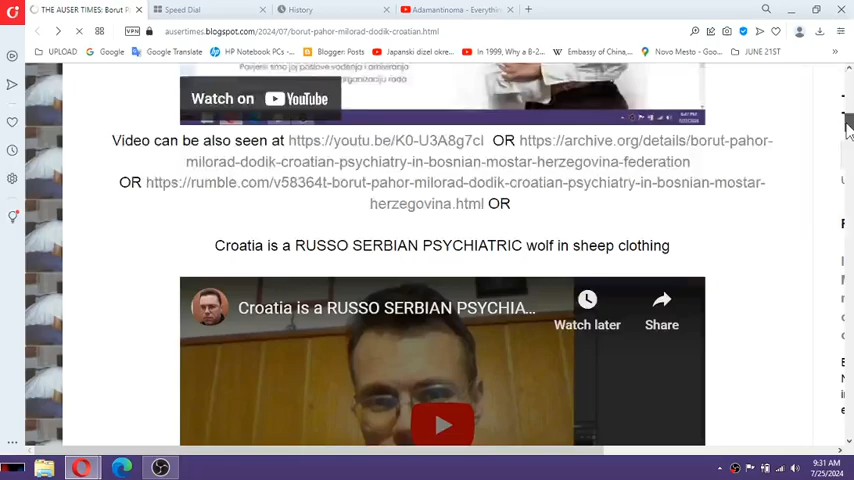 THE AUSER TIMES: Borut P
Speed Dial
History
Adamantinoma - Everythin
VPN
ausertimes.blogspot.com/2024/07/borut-pahor-milorad-dodik-croatian.html
UPLOAD
Google
Google Translate
HP Notebook PCs -
Blogger: Posts
Japanski dizel okre..
In 1999, Why a B-2
Embassy of China,..
Novo Mesto - Googl
JUNE 21ST
organizaciju rada
Watch on YouTube
Video can be also seen at https://youtu.be/K0-U3A8g7cI OR https://archive.org/details/borut-pahor-
milorad-dodik-croatian-psychiatry-in-bosnian-mostar-herzegovina-federation
OR https://rumble.com/v58364t-borut-pahor-milorad-dodik-croatian-psychiatry-in-bosnian-mostar-
herzegovina.html OR
Croatia is a RUSSO SERBIAN PSYCHIATRIC wolf in sheep clothing
Croatia is a RUSSO SERBIAN PSYCHIA...
Watch later
Share
9:31 AM
7/25/2024